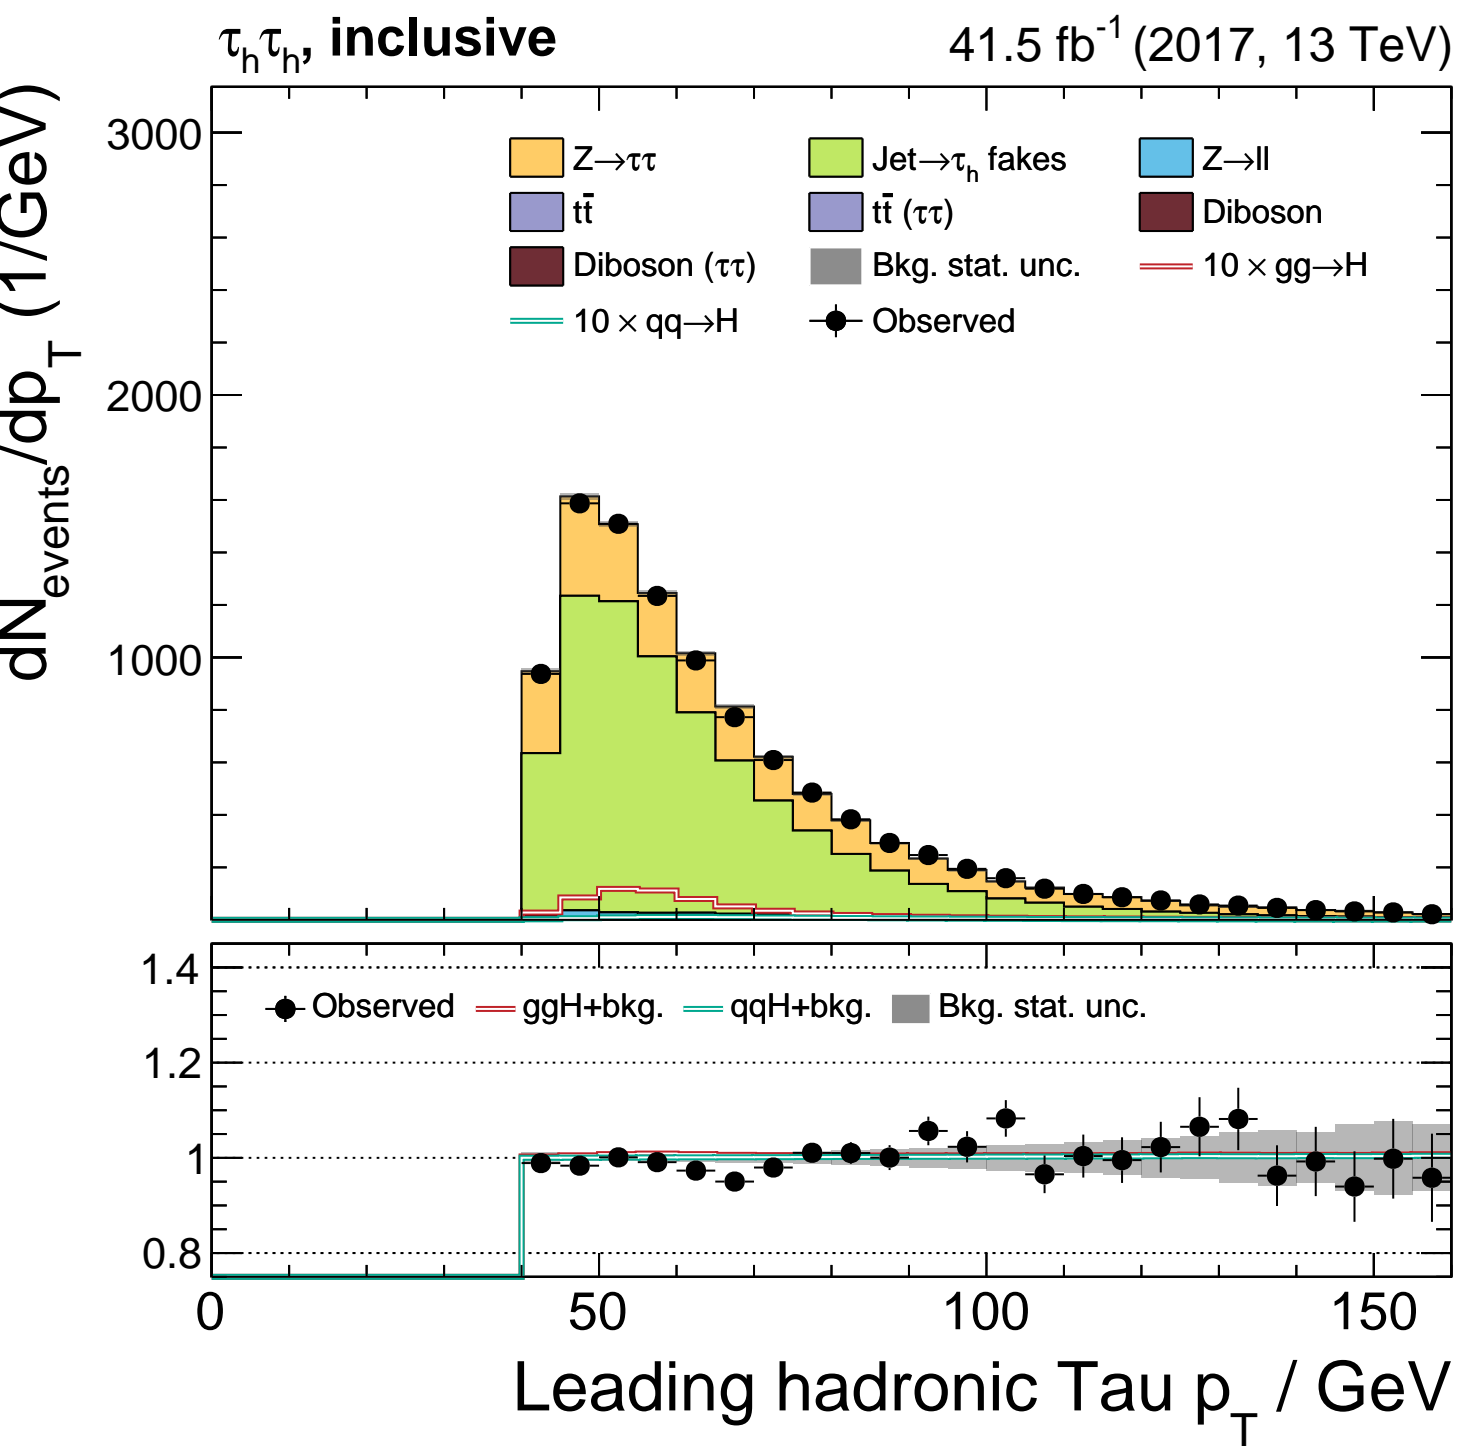 τhτh, inclusive 41.5 fb-1 (2017, 13 TeV)
dNevents/dpT (1/GeV)
3000
2000
1000
Z→ττ Jet→τh fakes Z→ll
tt̄ tt̄ (ττ) Diboson
Diboson (ττ) Bkg. stat. unc. 10 × gg→H
10 × qq→H Observed
1.4
1.2
1
0.8
Observed ggH+bkg. qqH+bkg. Bkg. stat. unc.
0 50 100 150
Leading hadronic Tau pT / GeV